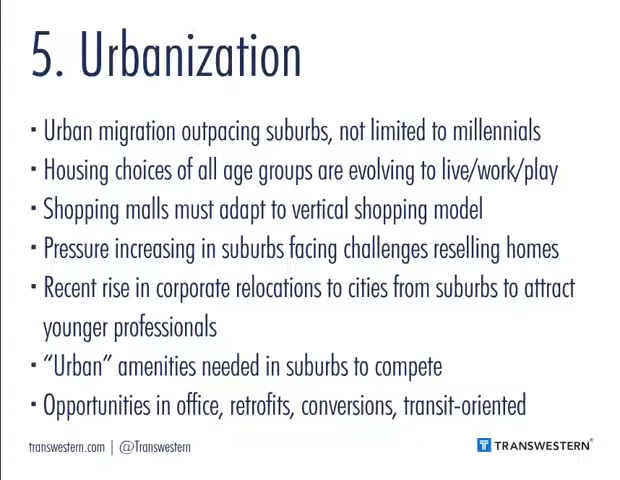 5. Urbanization
· Urban migration outpacing suburbs, not limited to millennials
· Housing choices of all age groups are evolving to live/work/play
· Shopping malls must adapt to vertical shopping model
· Pressure increasing in suburbs facing challenges reselling homes
· Recent rise in corporate relocations to cities from suburbs to attract
younger professionals
· “Urban” amenities needed in suburbs to compete
· Opportunities in office, retrofits, conversions, transit-oriented
transwestern.com | @Transwestern
TRANSWESTERN®